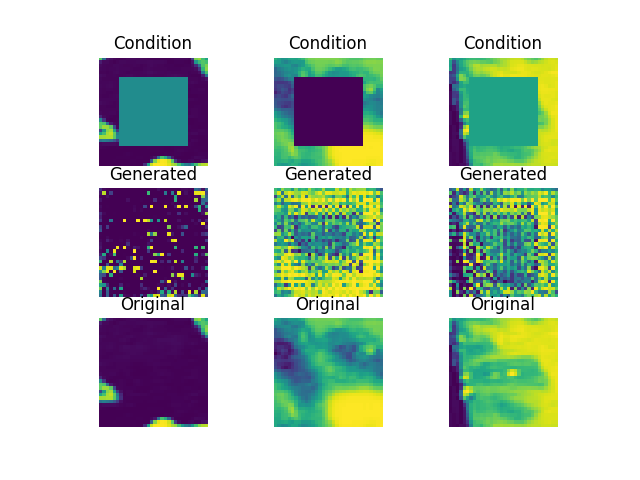 Condition Condition Condition
Generated Generated Generated
Original Original Original